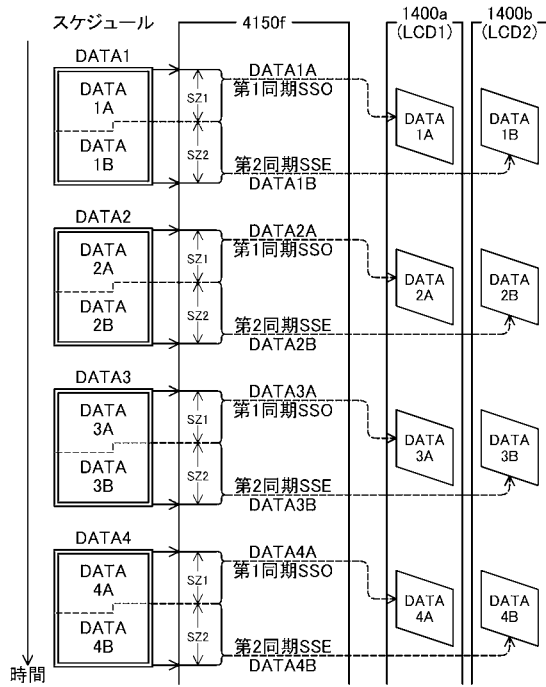 スケジュール
4150f
1400a
(LCD1)
1400b
(LCD2)
DATA1
DATA
1A
DATA
1B
SZ1
SZ2
DATA1A
第1同期SSO
第2同期SSE
DATA1B
DATA
1A
DATA
1B
DATA2
DATA
2A
DATA
2B
SZ1
SZ2
DATA2A
第1同期SSO
第2同期SSE
DATA2B
DATA
2A
DATA
2B
DATA3
DATA
3A
DATA
3B
SZ1
SZ2
DATA3A
第1同期SSO
第2同期SSE
DATA3B
DATA
3A
DATA
3B
DATA4
DATA
4A
DATA
4B
SZ1
SZ2
DATA4A
第1同期SSO
第2同期SSE
DATA4B
DATA
4A
DATA
4B
時間